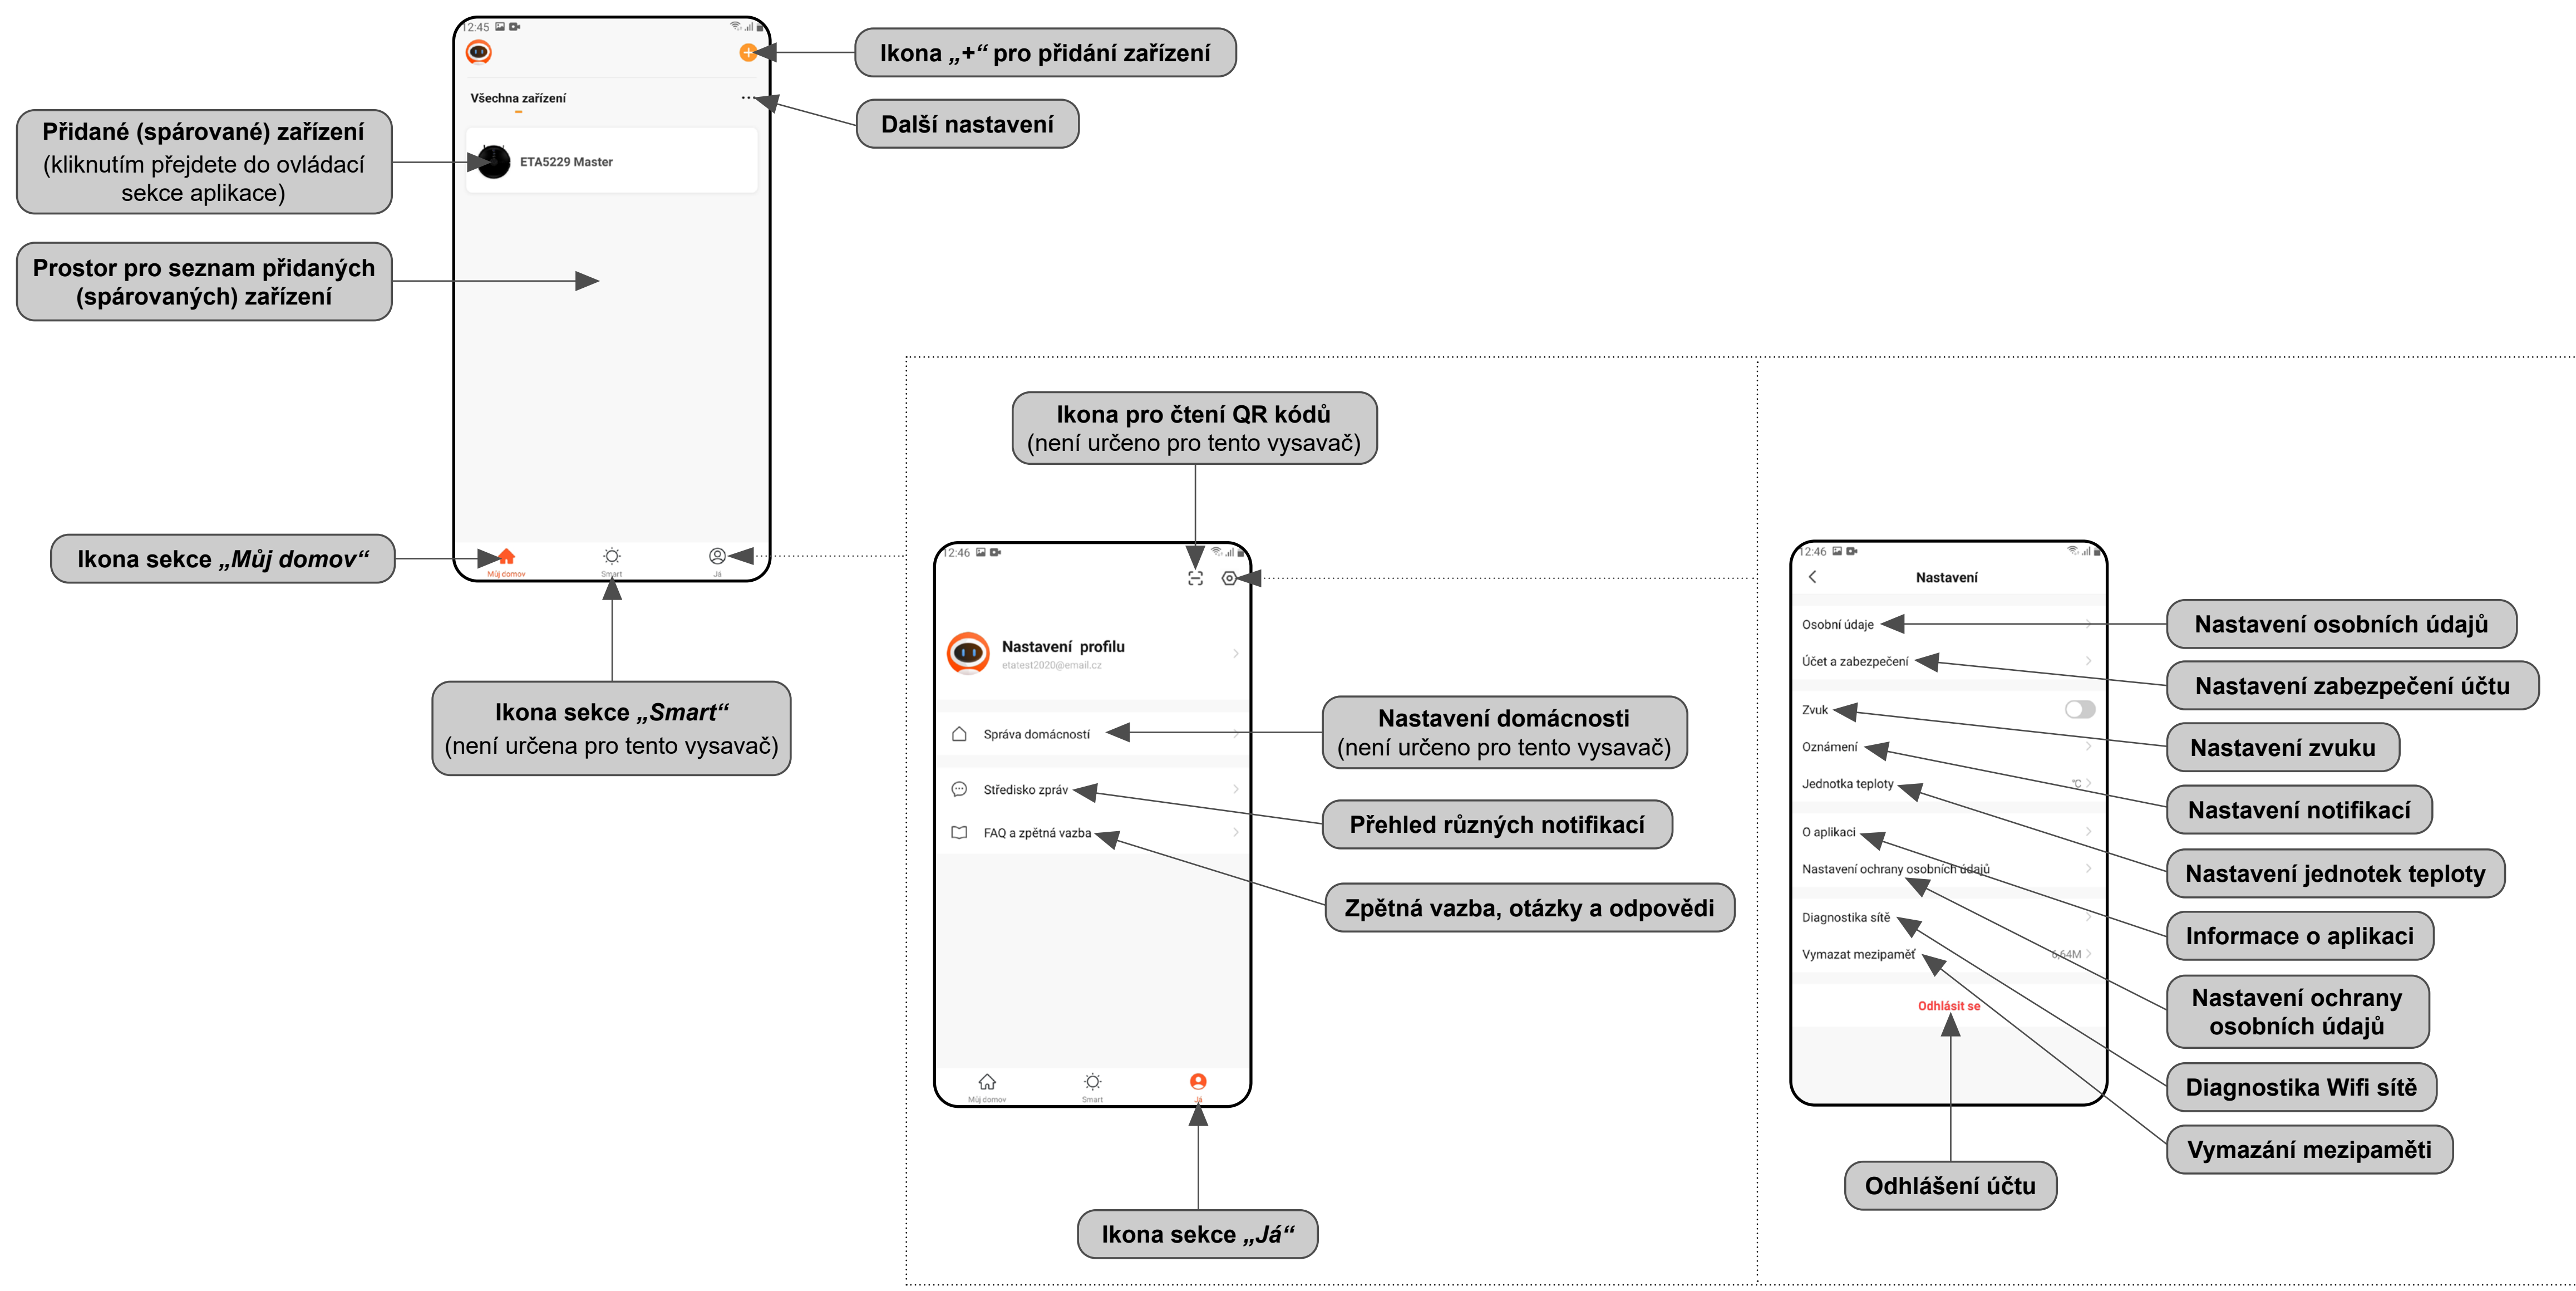 12:45
Ikona „+“ pro přidání zařízení
Všechna zařízení
Další nastavení
Přidané (spárované) zařízení
(kliknutím přejdete do ovládací
sekce aplikace)
ETA5229 Master
Prostor pro seznam přidaných
(spárovaných) zařízení
Ikona sekce „Můj domov“
Můj domov
Smart
Já
Ikona sekce „Smart“
(není určena pro tento vysavač)
Ikona pro čtení QR kódů
(není určeno pro tento vysavač)
12:46
Nastavení profilu
etatest2020@email.cz
Správa domácností
Nastavení domácnosti
(není určeno pro tento vysavač)
Středisko zpráv
Přehled různých notifikací
FAQ a zpětná vazba
Zpětná vazba, otázky a odpovědi
Můj domov
Smart
Já
Ikona sekce „Já“
12:46
Nastavení
Osobní údaje
Nastavení osobních údajů
Účet a zabezpečení
Nastavení zabezpečení účtu
Zvuk
Nastavení zvuku
Oznámení
Nastavení notifikací
Jednotka teploty
°C
Nastavení jednotek teploty
O aplikaci
Informace o aplikaci
Nastavení ochrany osobních údajů
Nastavení ochrany
osobních údajů
Diagnostika sítě
Diagnostika Wifi sítě
Vymazat mezipaměť
6,64M
Vymazání mezipaměti
Odhlásit se
Odhlášení účtu